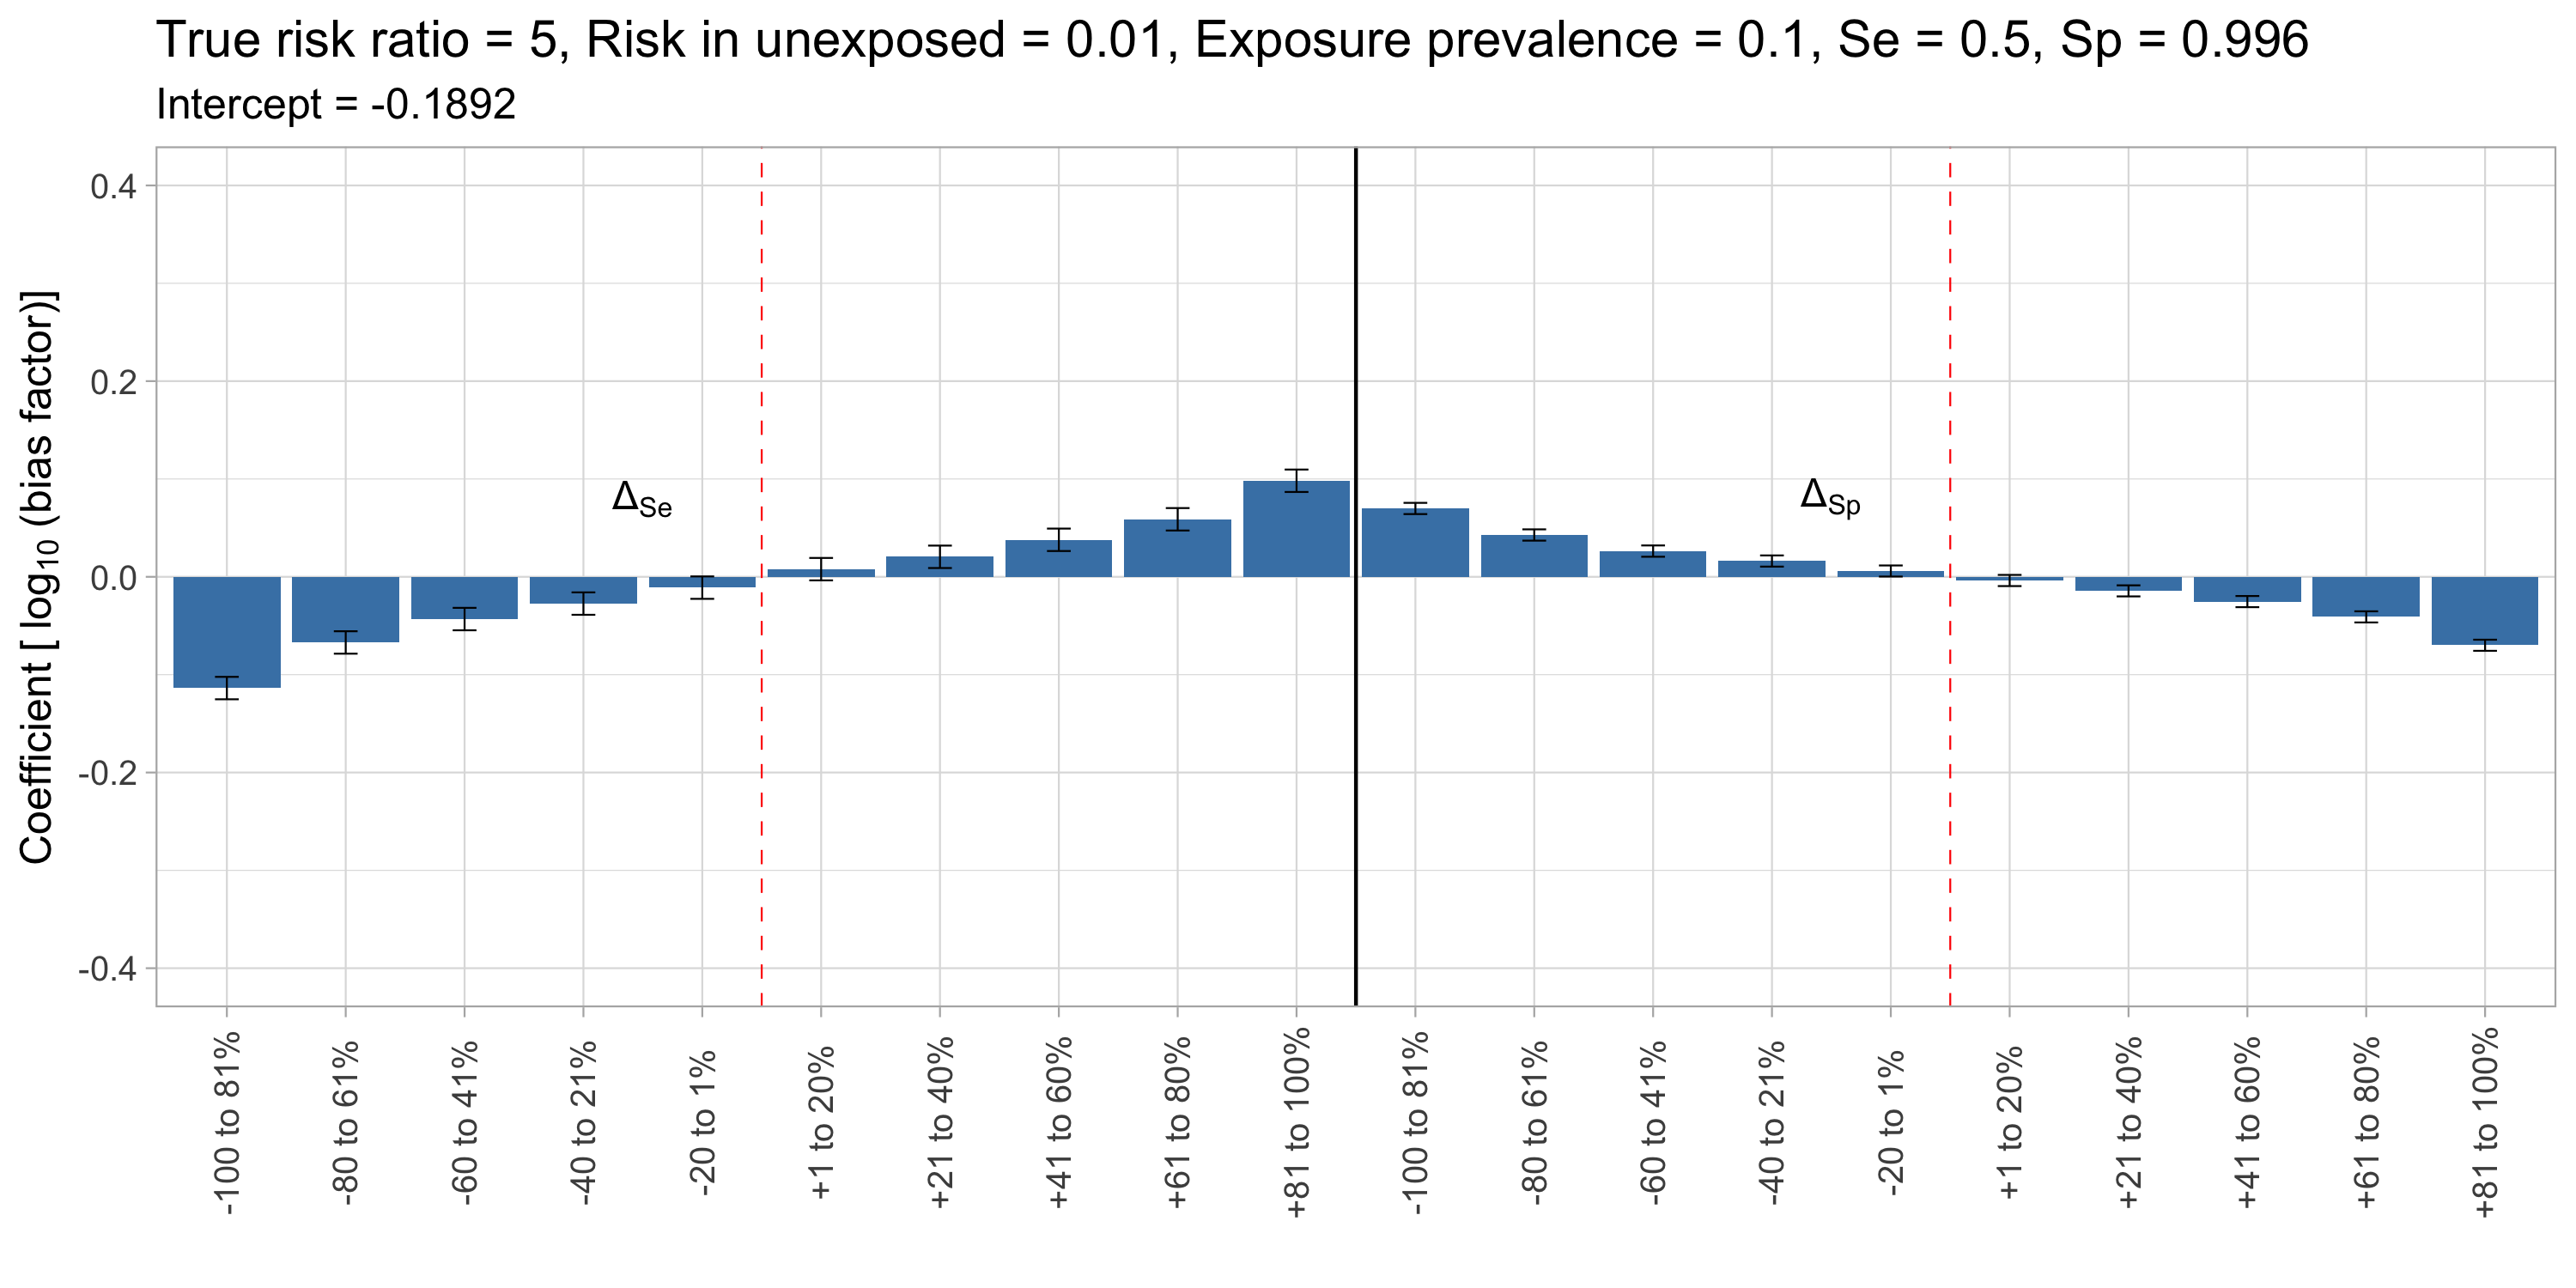 True risk ratio = 5, Risk in unexposed = 0.01, Exposure prevalence = 0.1, Se = 0.5, Sp = 0.996
Intercept = -0.1892
Coefficient [ log10 (bias factor)]
0.4
0.2
0.0
-0.2
-0.4
ΔSe
ΔSp
-100 to 81%
-80 to 61%
-60 to 41%
-40 to 21%
-20 to 1%
+1 to 20%
+21 to 40%
+41 to 60%
+61 to 80%
+81 to 100%
-100 to 81%
-80 to 61%
-60 to 41%
-40 to 21%
-20 to 1%
+1 to 20%
+21 to 40%
+41 to 60%
+61 to 80%
+81 to 100%